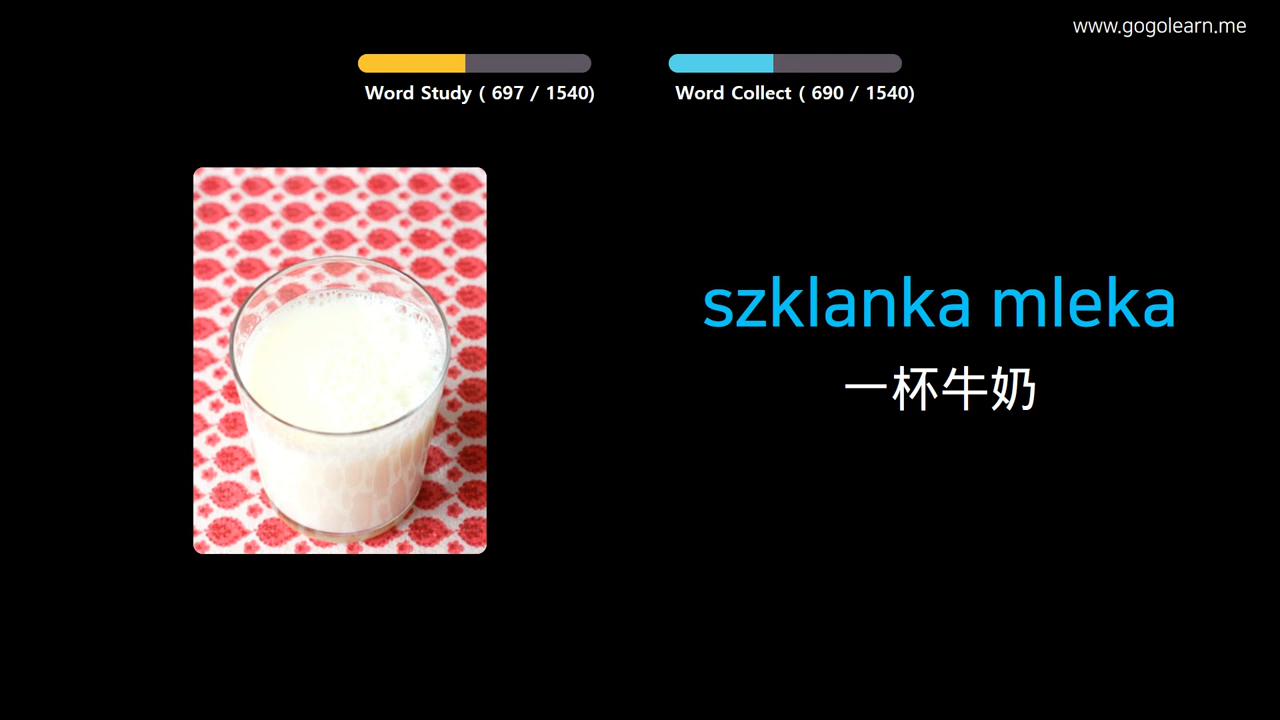 www.gogolearn.me
Word Study ( 697 / 1540)
Word Collect ( 690 / 1540)
szklanka mleka
一杯牛奶